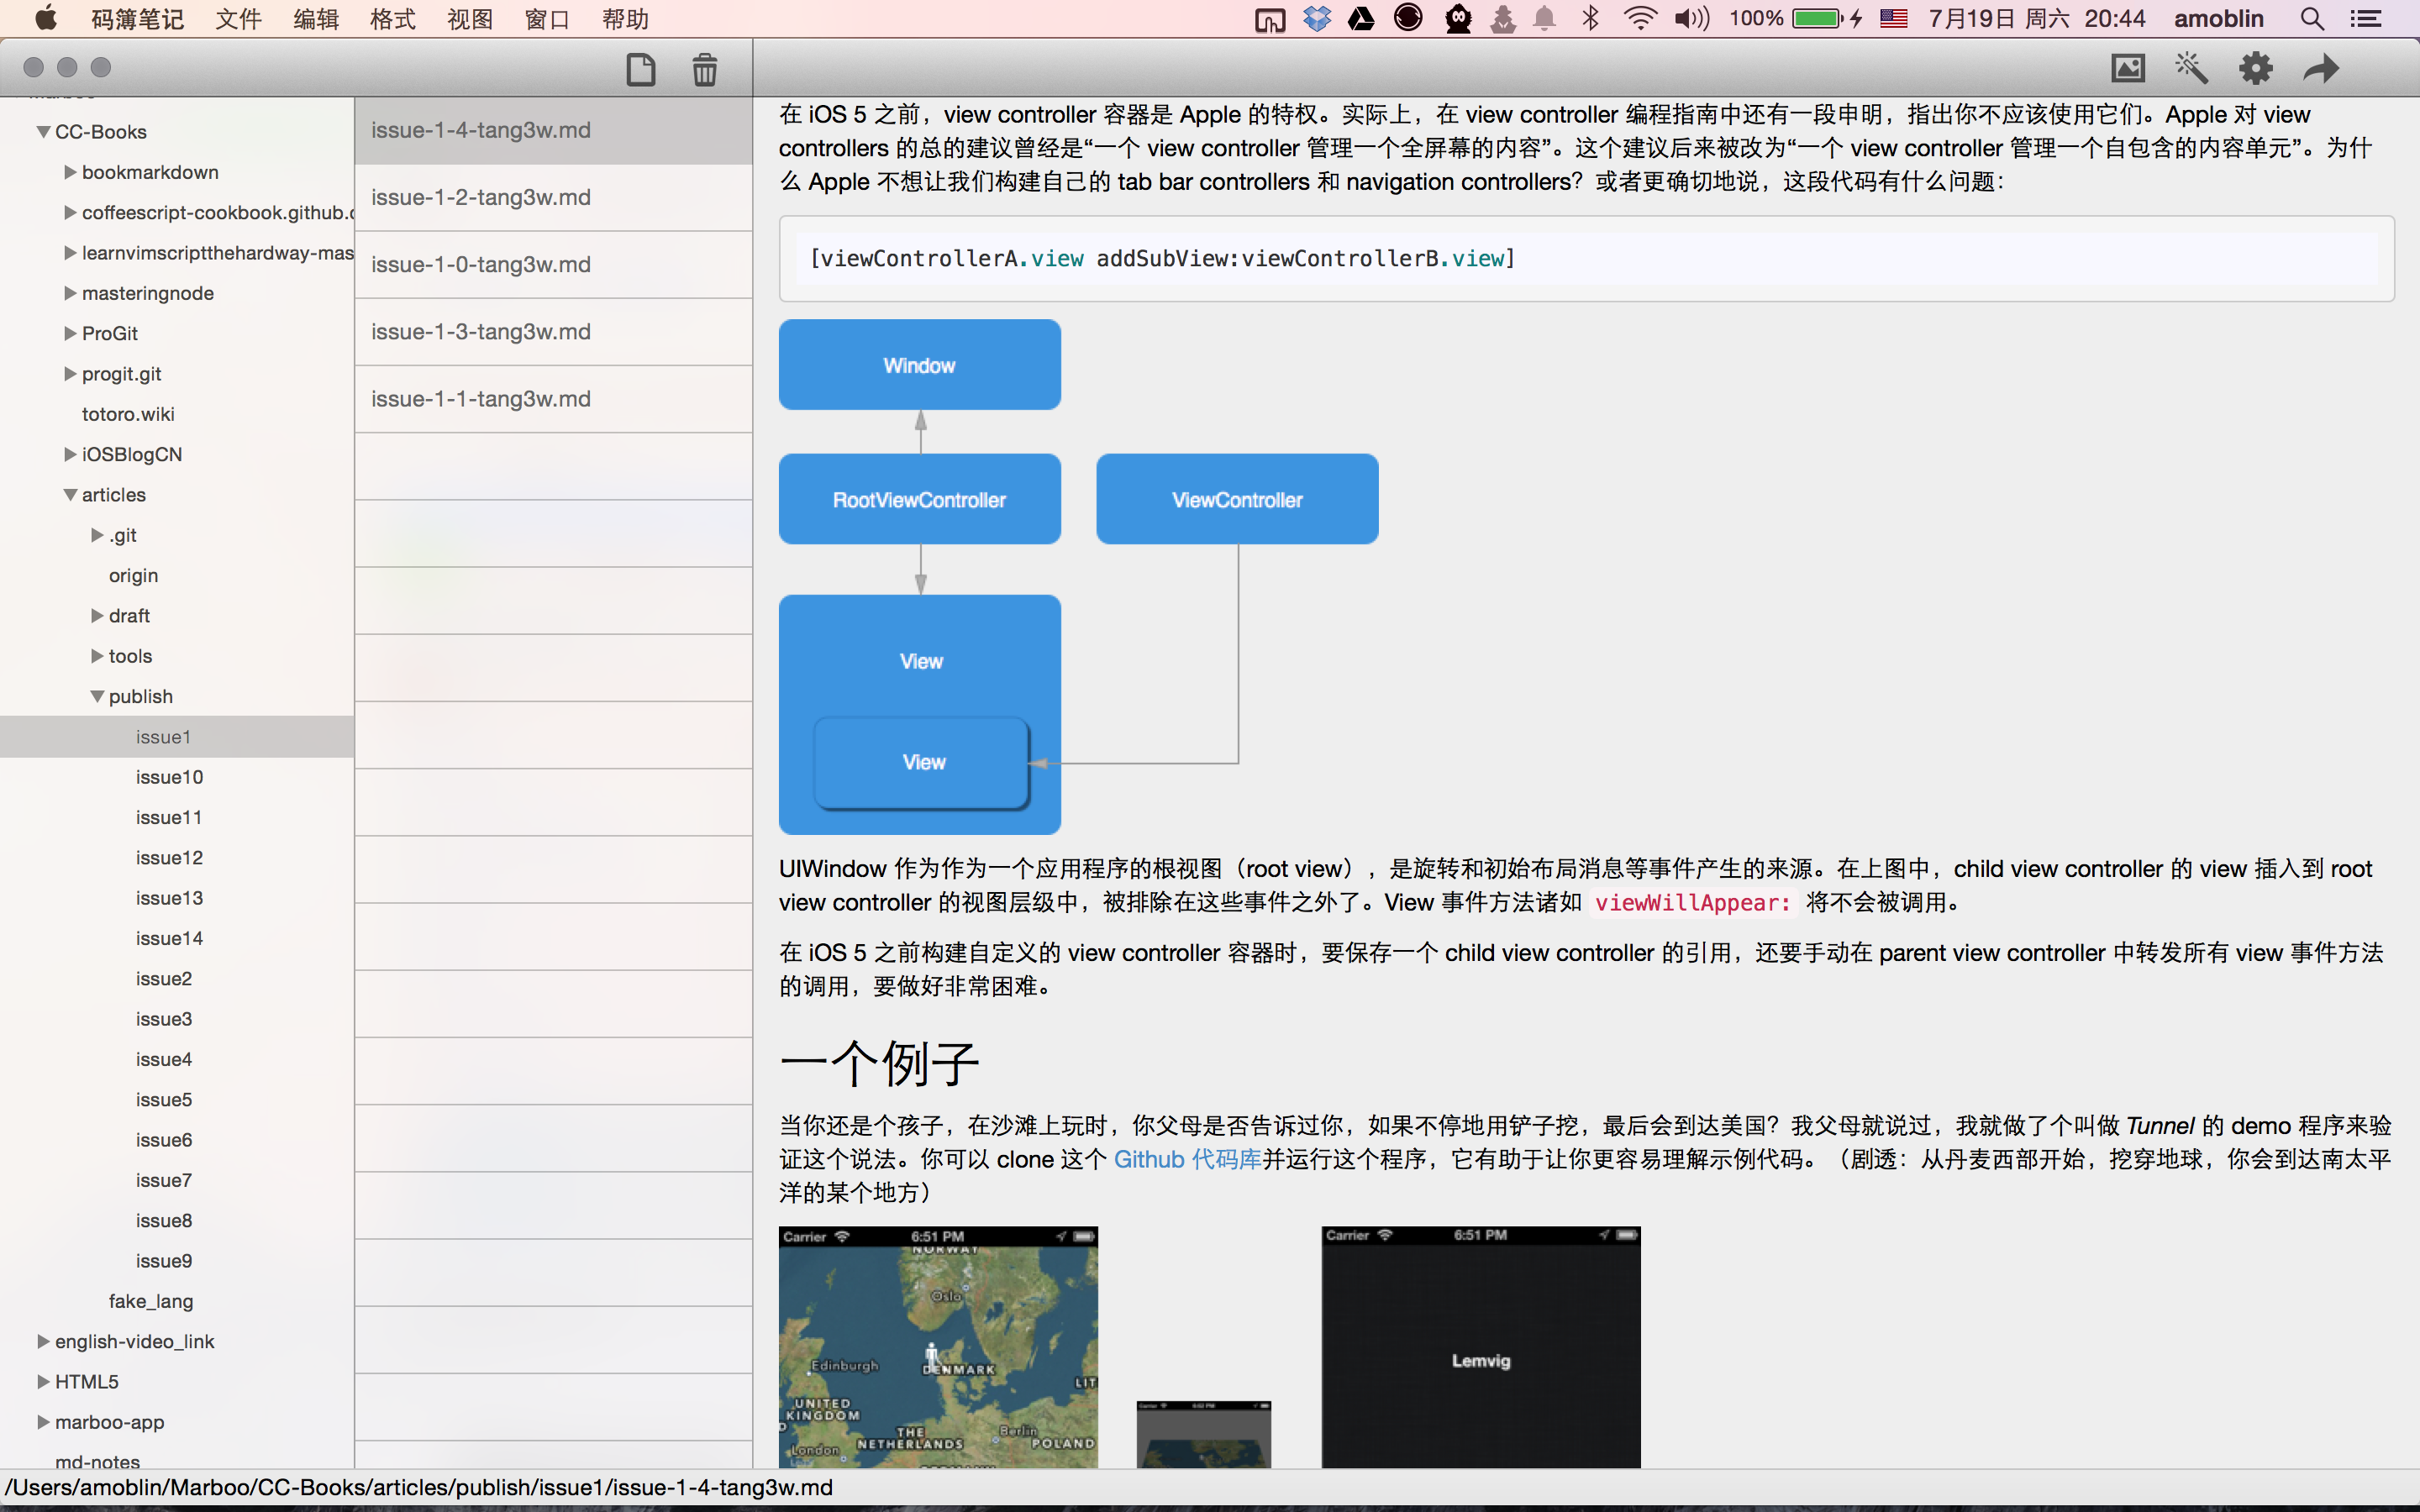 码簿笔记 文件 编辑 格式 视图 窗口 帮助 100% 7月19日 周六 20:44 amoblin
CC-Books
bookmarkdown
coffeescript-cookbook.github.
learnvimscriptthehardway-mas
masteringnode
ProGit
progit.git
totoro.wiki
iOSBlogCN
articles
.git
origin
draft
tools
publish
issue1
issue10
issue11
issue12
issue13
issue14
issue2
issue3
issue4
issue5
issue6
issue7
issue8
issue9
fake_lang
english-video_link
HTML5
marboo-app
md-notes
issue-1-4-tang3w.md
issue-1-2-tang3w.md
issue-1-0-tang3w.md
issue-1-3-tang3w.md
issue-1-1-tang3w.md
在 iOS 5 之前，view controller 容器是 Apple 的特权。实际上，在 view controller 编程指南中还有一段申明，指出你不应该使用它们。Apple 对 view
controllers 的总的建议曾经是“一个 view controller 管理一个全屏幕的内容”。这个建议后来被改为“一个 view controller 管理一个自包含的内容单元”。为什
么 Apple 不想让我们构建自己的 tab bar controllers 和 navigation controllers？或者更确切地说，这段代码有什么问题：
[viewControllerA.view addSubView:viewControllerB.view]
Window
RootViewController
ViewController
View
View
UIWindow 作为作为一个应用程序的根视图（root view），是旋转和初始布局消息等事件产生的来源。在上图中，child view controller 的 view 插入到 root
view controller 的视图层级中，被排除在这些事件之外了。View 事件方法诸如 viewWillAppear: 将不会被调用。
在 iOS 5 之前构建自定义的 view controller 容器时，要保存一个 child view controller 的引用，还要手动在 parent view controller 中转发所有 view 事件方法
的调用，要做好非常困难。
一个例子
当你还是个孩子，在沙滩上玩时，你父母是否告诉过你，如果不停地用铲子挖，最后会到达美国？我父母就说过，我就做了个叫做 Tunnel 的 demo 程序来验
证这个说法。你可以 clone 这个 Github 代码库并运行这个程序，它有助于让你更容易理解示例代码。（剧透：从丹麦西部开始，挖穿地球，你会到达南太平
洋的某个地方）
Carrier 6:51 PM
NORWAY
Oslo
Edinburgh
DENMARK
LIT
UNITED
KINGDOM
THE
NETHERLANDS
Berlin
POLAND
London
Carrier 6:51 PM
Lemvig
/Users/amoblin/Marboo/CC-Books/articles/publish/issue1/issue-1-4-tang3w.md